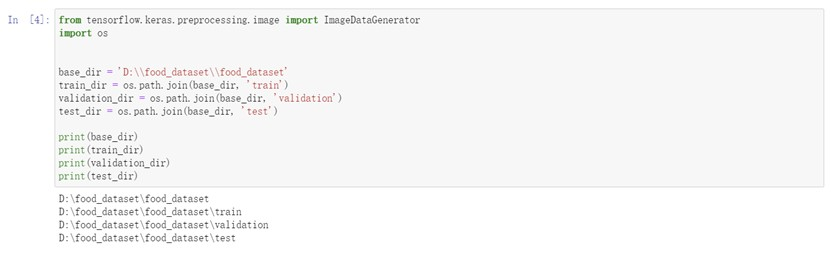 In [4]: from tensorflow.keras.preprocessing.image import ImageDataGenerator
import os
base_dir = 'D:\\food_dataset\\food_dataset'
train_dir = os.path.join(base_dir, 'train')
validation_dir = os.path.join(base_dir, 'validation')
test_dir = os.path.join(base_dir, 'test')
print(base_dir)
print(train_dir)
print(validation_dir)
print(test_dir)
D:\food_dataset\food_dataset
D:\food_dataset\food_dataset\train
D:\food_dataset\food_dataset\validation
D:\food_dataset\food_dataset\test